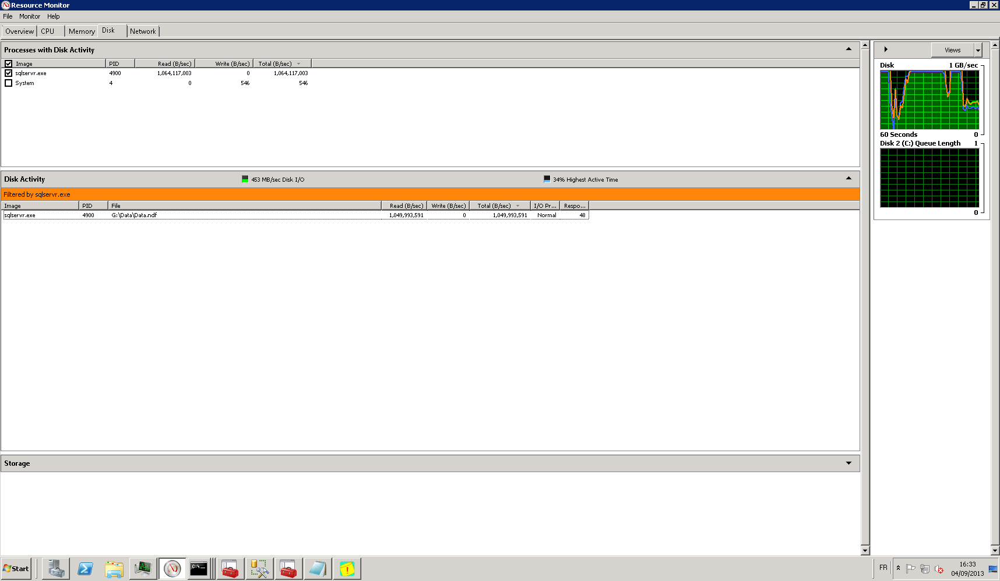 Resource Monitor
File Monitor Help
Overview CPU Memory Disk Network
Processes with Disk Activity
Image PID Read (B/sec) Write (B/sec) Total (B/sec)
sqlservr.exe 4900 1,064,117,003 0 1,064,117,003
System 4 0 546 546
Disk Activity 453 MB/sec Disk I/O 34% Highest Active Time
Filtered by sqlservr.exe
Image PID File Read (B/sec) Write (B/sec) Total (B/sec) I/O Pr... Respo...
sqlservr.exe 4900 G:\Data\Data.ndf 1,049,993,591 0 1,049,993,591 Normal 48
Storage
Views
Disk 1 GB/sec
60 Seconds 0
Disk 2 (C:) Queue Length 1
0
Start C:\ FR 16:33
04/09/2013